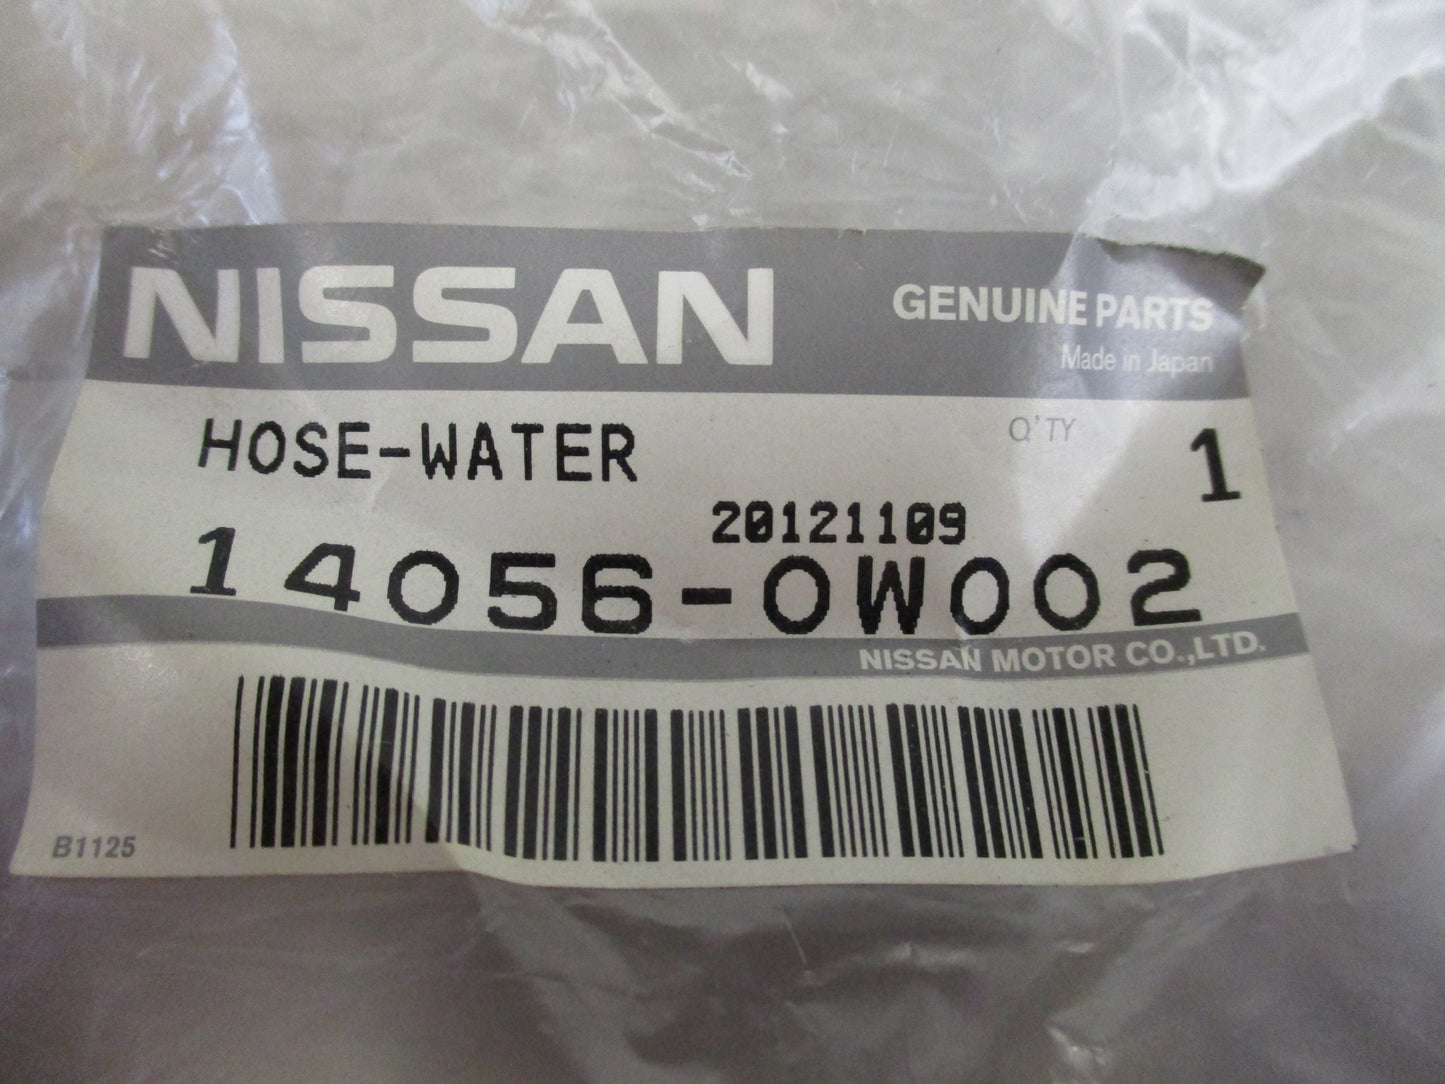 NISSAN
GENUINE PARTS
Made in Japan
HOSE-WATER
Q'TY 1
20121109
14056-0W002
NISSAN MOTOR CO.,LTD.
B1125